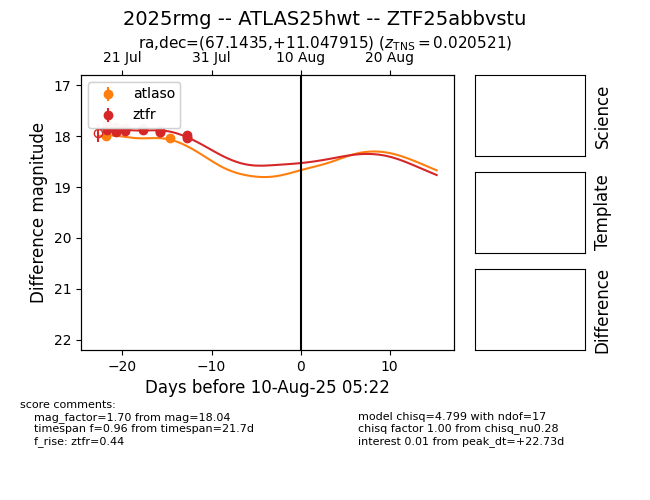 2025rmg -- ATLAS25hwt -- ZTF25abbvstu
ra,dec=(67.1435,+11.047915) (z_TNS = 0.020521)
21 Jul 31 Jul 10 Aug 20 Aug
atlaso
ztfr
17
18
19
20
21
22
Difference magnitude
−20 −10 0 10
Days before 10-Aug-25 05:22
Science
Template
Difference
score comments:
mag_factor=1.70 from mag=18.04
timespan f=0.96 from timespan=21.7d
f_rise: ztfr=0.44
model chisq=4.799 with ndof=17
chisq factor 1.00 from chisq_nu0.28
interest 0.01 from peak_dt=+22.73d